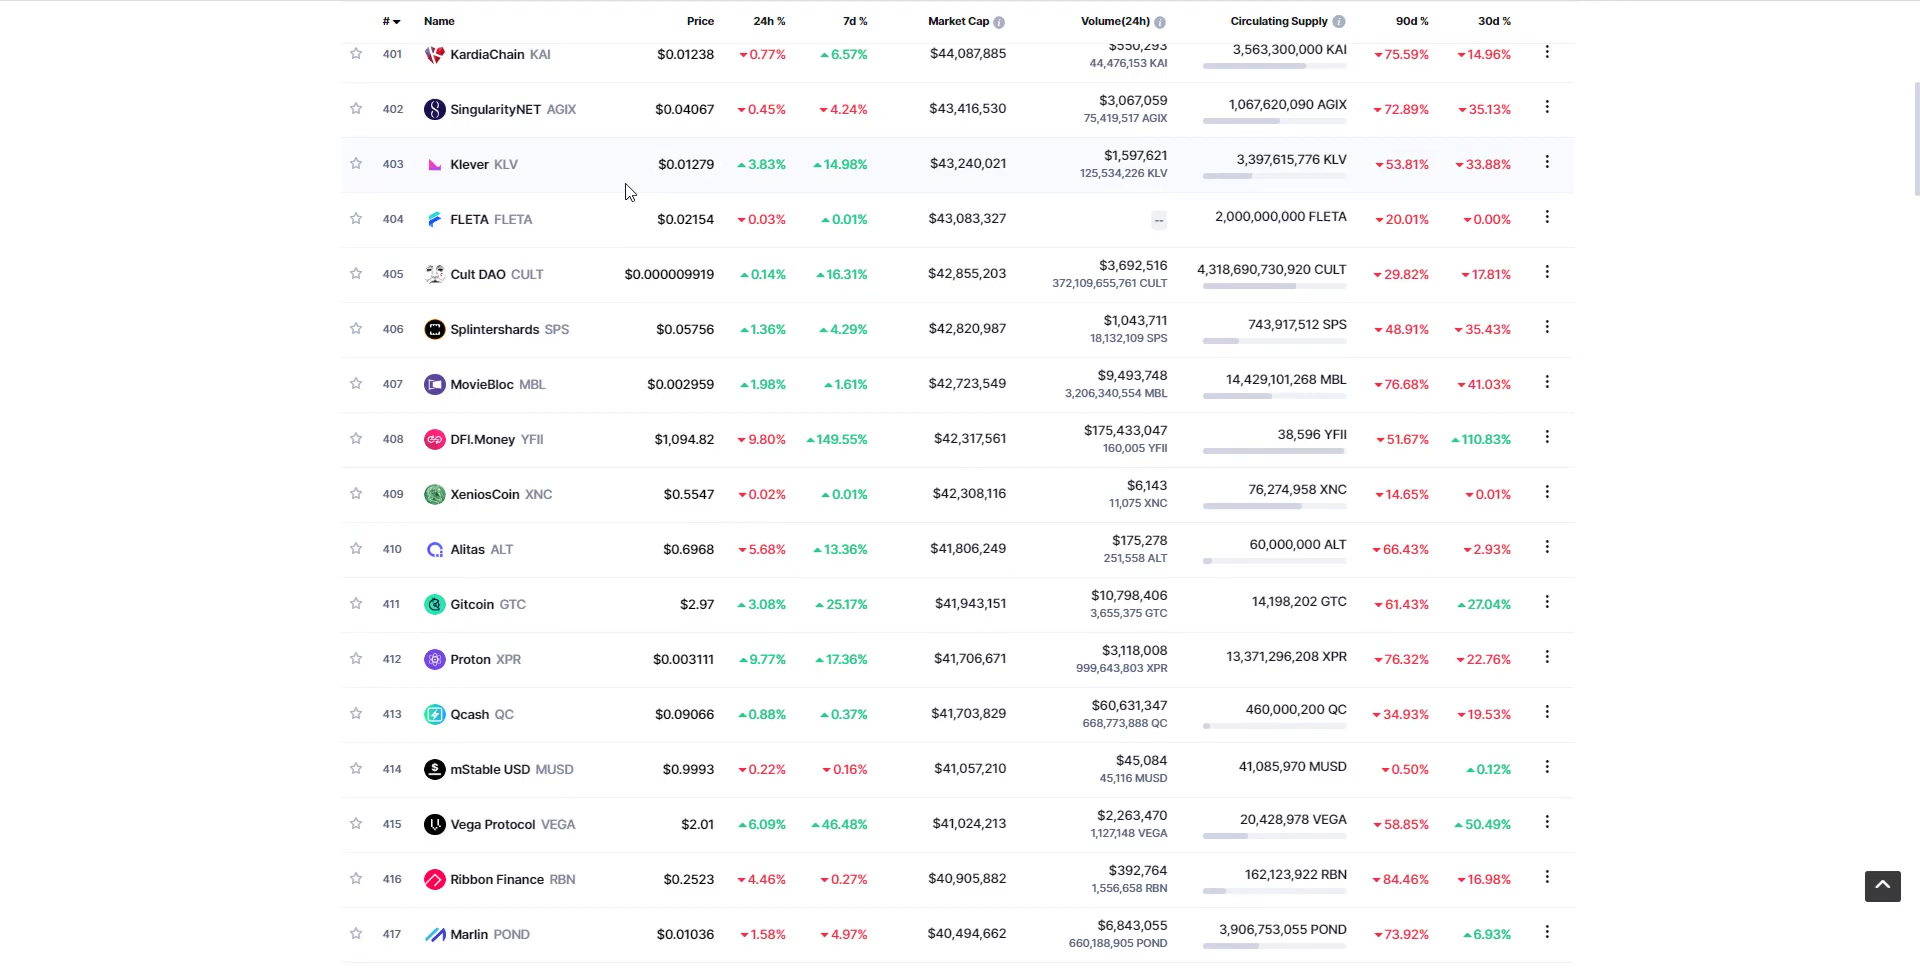 # Name Price 24h % 7d % Market Cap Volume(24h) Circulating Supply 90d % 30d %
401 KardiaChain KAI $0.01238 0.77% 6.57% $44,087,885 $550,293 3,563,300,000 KAI 75.59% 14.96%
44,476,153 KAI
402 SingularityNET AGIX $0.04067 0.45% 4.24% $43,416,530 $3,067,059 1,067,620,090 AGIX 72.89% 35.13%
75,419,517 AGIX
403 Klever KLV $0.01279 3.83% 14.98% $43,240,021 $1,597,621 3,397,615,776 KLV 53.81% 33.88%
125,534,226 KLV
404 FLETA FLETA $0.02154 0.03% 0.01% $43,083,327 -- 2,000,000,000 FLETA 20.01% 0.00%
405 Cult DAO CULT $0.000009919 0.14% 16.31% $42,855,203 $3,692,516 4,318,690,730,920 CULT 29.82% 17.81%
372,109,655,761 CULT
406 Splintershards SPS $0.05756 1.36% 4.29% $42,820,987 $1,043,711 743,917,512 SPS 48.91% 35.43%
18,132,109 SPS
407 MovieBloc MBL $0.002959 1.98% 1.61% $42,723,549 $9,493,748 14,429,101,268 MBL 76.68% 41.03%
3,206,340,554 MBL
408 DFI.Money YFII $1,094.82 9.80% 149.55% $42,317,561 $175,433,047 38,596 YFII 51.67% 110.83%
160,005 YFII
409 XeniosCoin XNC $0.5547 0.02% 0.01% $42,308,116 $6,143 76,274,958 XNC 14.65% 0.01%
11,075 XNC
410 Alitas ALT $0.6968 5.68% 13.36% $41,806,249 $175,278 60,000,000 ALT 66.43% 2.93%
251,558 ALT
411 Gitcoin GTC $2.97 3.08% 25.17% $41,943,151 $10,798,406 14,198,202 GTC 61.43% 27.04%
3,655,375 GTC
412 Proton XPR $0.003111 9.77% 17.36% $41,706,671 $3,118,008 13,371,296,208 XPR 76.32% 22.76%
999,643,803 XPR
413 Qcash QC $0.09066 0.88% 0.37% $41,703,829 $60,631,347 460,000,200 QC 34.93% 19.53%
668,773,888 QC
414 mStable USD MUSD $0.9993 0.22% 0.16% $41,057,210 $45,084 41,085,970 MUSD 0.50% 0.12%
45,116 MUSD
415 Vega Protocol VEGA $2.01 6.09% 46.48% $41,024,213 $2,263,470 20,428,978 VEGA 58.85% 50.49%
1,127,148 VEGA
416 Ribbon Finance RBN $0.2523 4.46% 0.27% $40,905,882 $392,764 162,123,922 RBN 84.46% 16.98%
1,556,658 RBN
417 Marlin POND $0.01036 1.58% 4.97% $40,494,662 $6,843,055 3,906,753,055 POND 73.92% 6.93%
660,188,905 POND